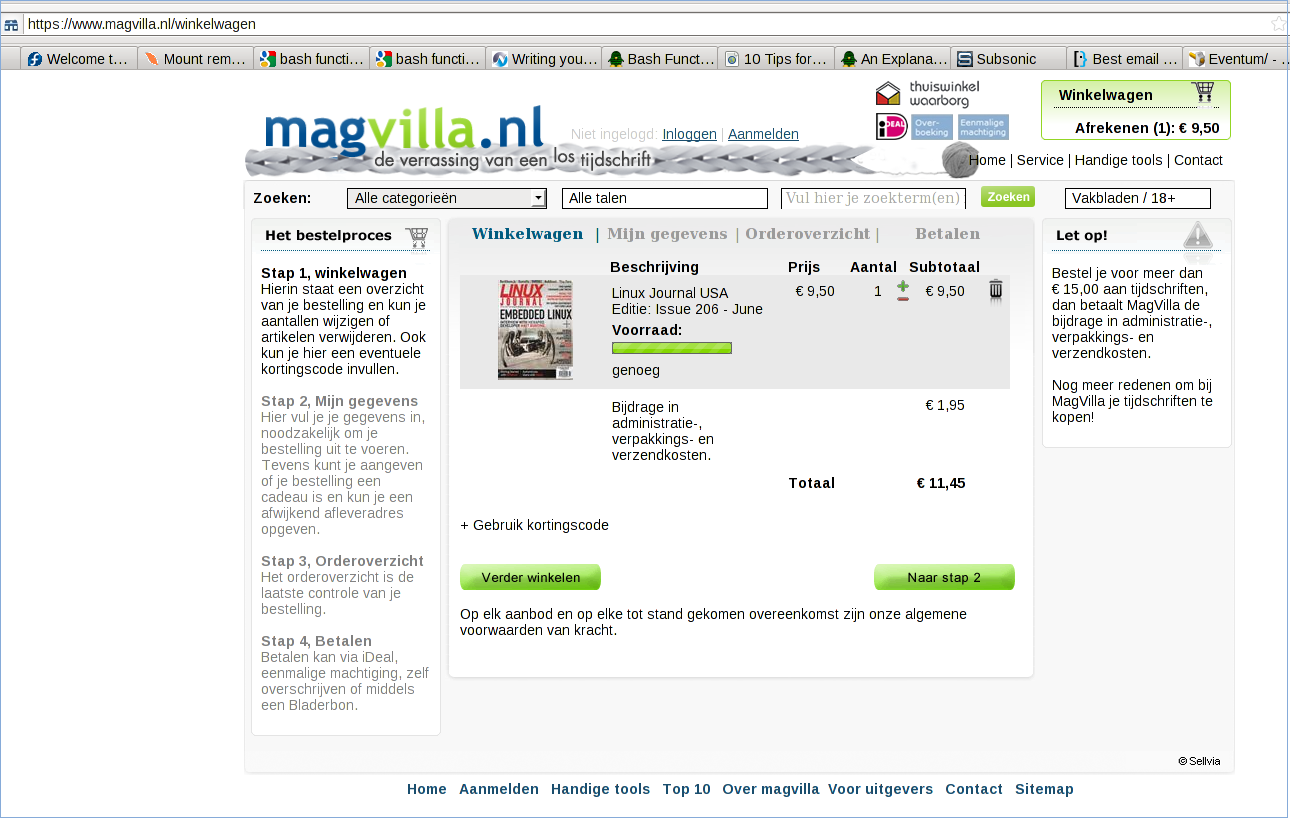 https://www.magvilla.nl/winkelwagen
Welcome t… Mount rem… bash functi… bash functi… Writing you… Bash Funct… 10 Tips for… An Explana… Subsonic Best email … Eventum/ - …
magvilla.nl
de verrassing van een los tijdschrift
Niet ingelogd: Inloggen | Aanmelden
thuiswinkel
waarborg
iDEAL Over-boeking Eenmalige machtiging
Winkelwagen
Afrekenen (1): € 9,50
Home | Service | Handige tools | Contact
Zoeken: Alle categorieën Alle talen Vul hier je zoekterm(en) Zoeken Vakbladen / 18+
Het bestelproces
Stap 1, winkelwagen
Hierin staat een overzicht
van je bestelling en kun je
aantallen wijzigen of
artikelen verwijderen. Ook
kun je hier een eventuele
kortingscode invullen.
Stap 2, Mijn gegevens
Hier vul je je gegevens in,
noodzakelijk om je
bestelling uit te voeren.
Tevens kunt je aangeven
of je bestelling een
cadeau is en kun je een
afwijkend afleveradres
opgeven.
Stap 3, Orderoverzicht
Het orderoverzicht is de
laatste controle van je
bestelling.
Stap 4, Betalen
Betalen kan via iDeal,
eenmalige machtiging, zelf
overschrijven of middels
een Bladerbon.
Winkelwagen | Mijn gegevens | Orderoverzicht | Betalen
Beschrijving Prijs Aantal Subtotaal
LINUX
JOURNAL
EMBEDDED LINUX
Linux Journal USA € 9,50 1 € 9,50
Editie: Issue 206 - June
Voorraad:
genoeg
Bijdrage in € 1,95
administratie-,
verpakkings- en
verzendkosten.
Totaal € 11,45
+ Gebruik kortingscode
Verder winkelen Naar stap 2
Op elk aanbod en op elke tot stand gekomen overeenkomst zijn onze algemene
voorwaarden van kracht.
Let op!
Bestel je voor meer dan
€ 15,00 aan tijdschriften,
dan betaalt MagVilla de
bijdrage in administratie-,
verpakkings- en
verzendkosten.
Nog meer redenen om bij
MagVilla je tijdschriften te
kopen!
© Sellvia
Home Aanmelden Handige tools Top 10 Over magvilla Voor uitgevers Contact Sitemap